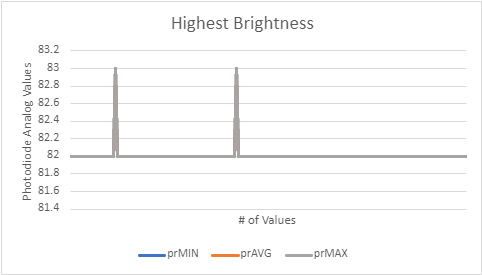 Highest Brightness
83.2
83
82.8
82.6
82.4
82.2
82
81.8
81.6
81.4
Photodiode Analog Values
# of Values
prMIN prAVG prMAX